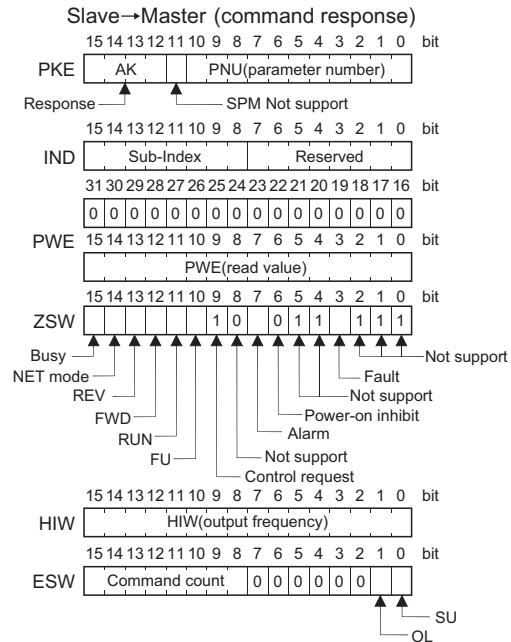 Slave→Master (command response)
15 14 13 12 11 10 9 8 7 6 5 4 3 2 1 0 bit
PKE AK PNU(parameter number)
Response SPM Not support
15 14 13 12 11 10 9 8 7 6 5 4 3 2 1 0 bit
IND Sub-Index Reserved
31 30 29 28 27 26 25 24 23 22 21 20 19 18 17 16
0 0 0 0 0 0 0 0 0 0 0 0 0 0 0 0
PWE 15 14 13 12 11 10 9 8 7 6 5 4 3 2 1 0 bit
PWE(read value)
15 14 13 12 11 10 9 8 7 6 5 4 3 2 1 0 bit
ZSW 1 0 0 1 1 1 1 1
Busy Not support
NET mode Fault
REV Not support
FWD Power-on inhibit
RUN Alarm
FU Not support
Control request
15 14 13 12 11 10 9 8 7 6 5 4 3 2 1 0 bit
HIW HIW(output frequency)
15 14 13 12 11 10 9 8 7 6 5 4 3 2 1 0 bit
ESW Command count 0 0 0 0 0 0
SU
OL